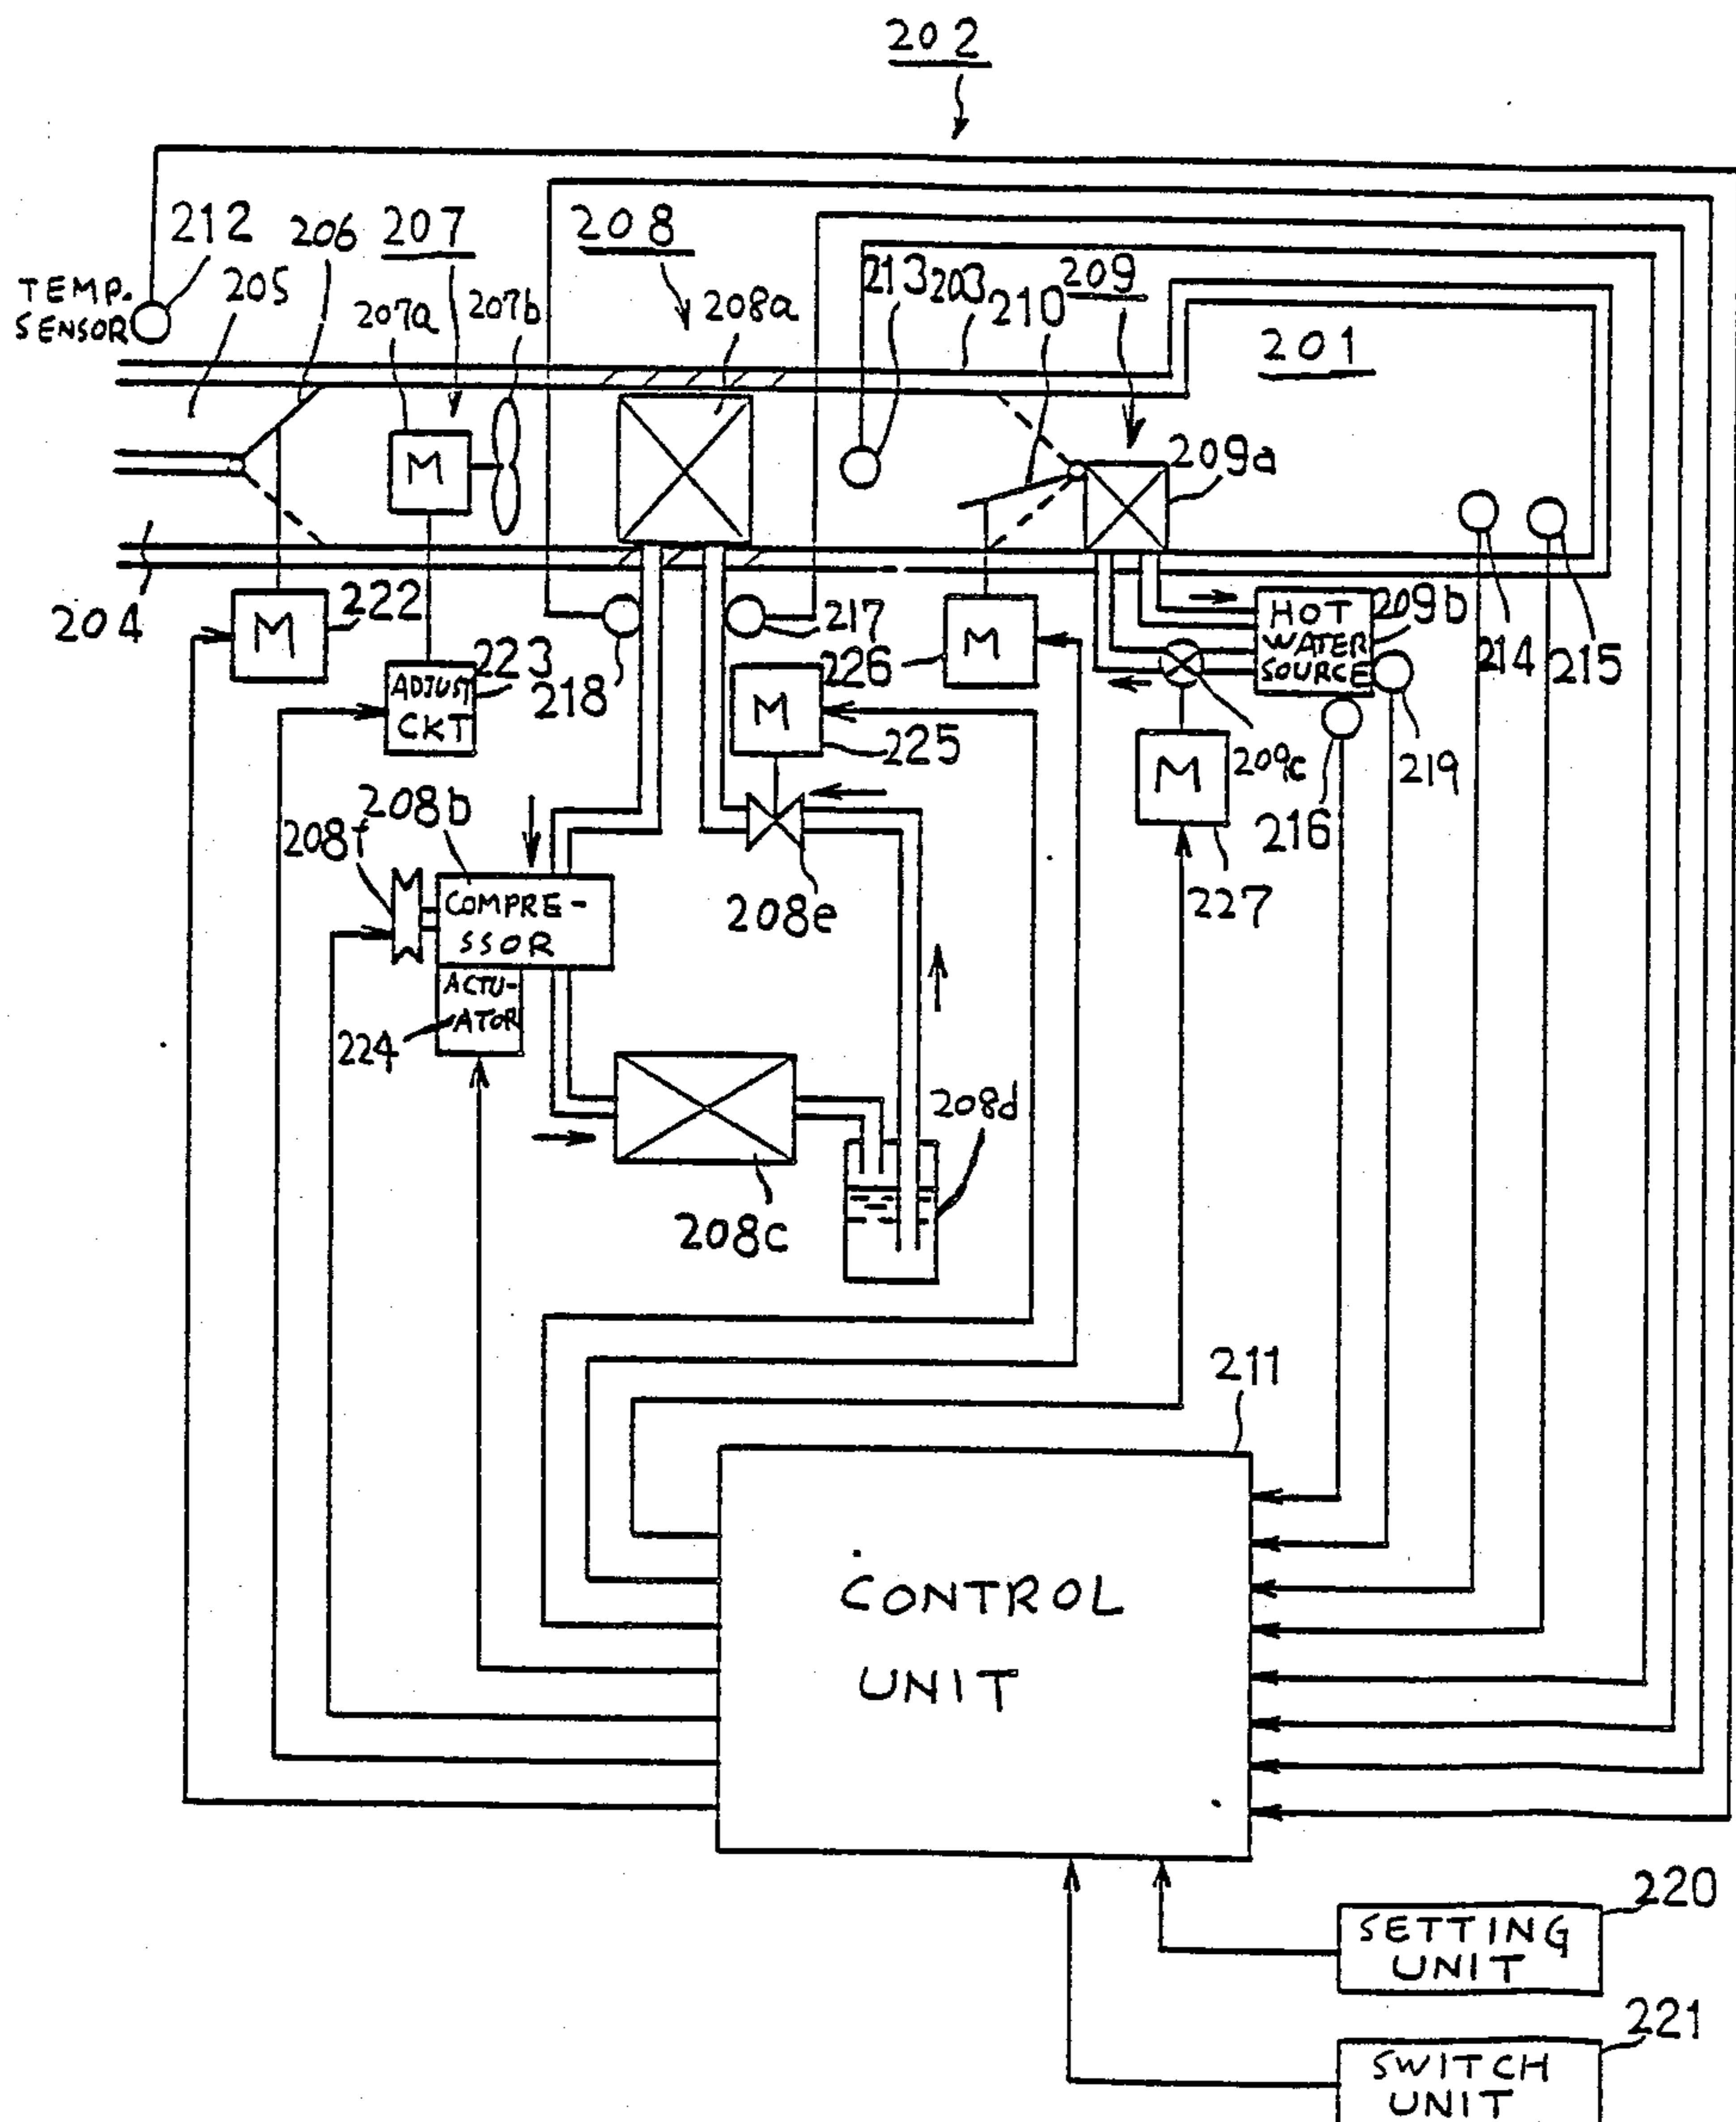 202
212
206
207
208
TEMP.
SENSOR
205
207a
207b
208a
213
203
210
209
201
209a
204
222
223
218
217
226
HOT
WATER
SOURCE
209b
214
215
M
M
M
M
M
ADJUST
CKT
225
209c
216
219
208f
208b
COMPRE-
SSOR
208e
227
ACTU-
ATOR
224
208d
208c
211
CONTROL
UNIT
220
SETTING
UNIT
221
SWITCH
UNIT